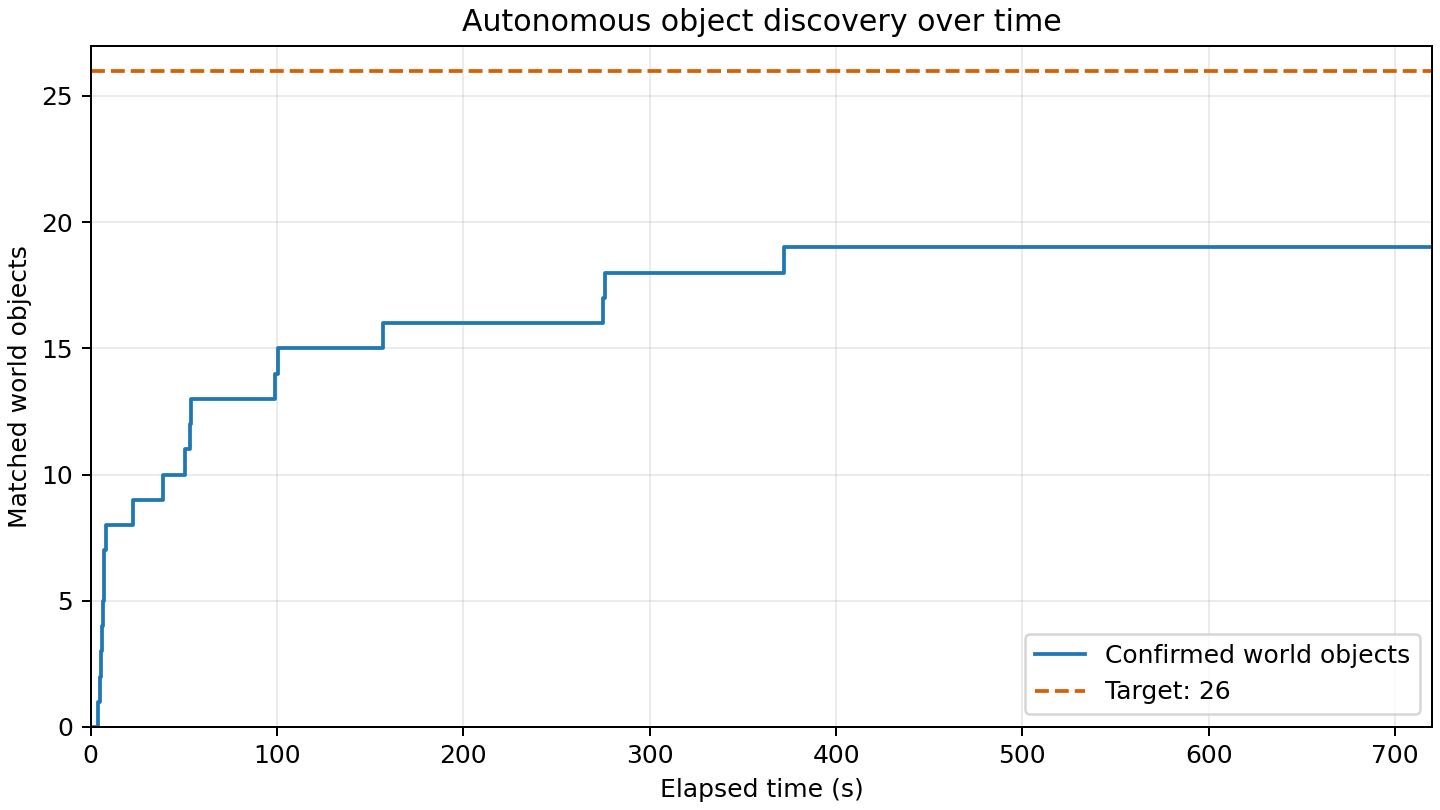 Autonomous object discovery over time
Matched world objects
25
20
15
10
5
0
0 100 200 300 400 500 600 700
Elapsed time (s)
Confirmed world objects
Target: 26